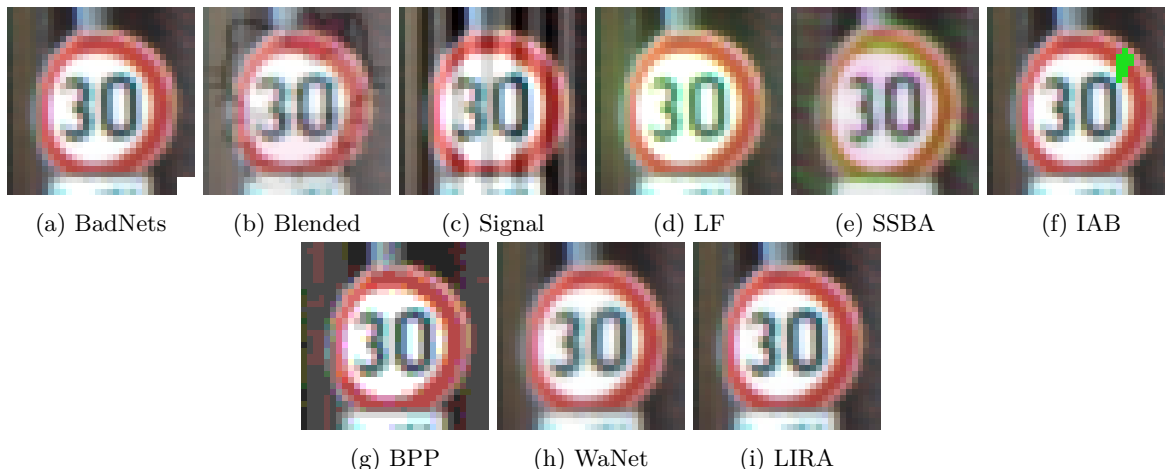 30 30 30 30 30 30
(a) BadNets (b) Blended (c) Signal (d) LF (e) SSBA (f) IAB
30 30 30
(g) BPP (h) WaNet (i) LIRA